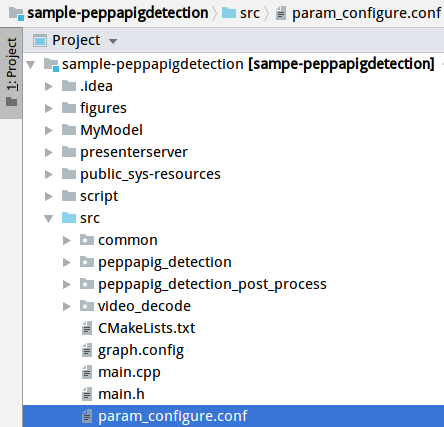 sample-peppapigdetection src param_configure.conf
1: Project
Project
sample-peppapigdetection [sampe-peppapigdetection]
.idea
figures
MyModel
presenterserver
public_sys-resources
script
src
common
peppapig_detection
peppapig_detection_post_process
video_decode
CMakeLists.txt
graph.config
main.cpp
main.h
param_configure.conf